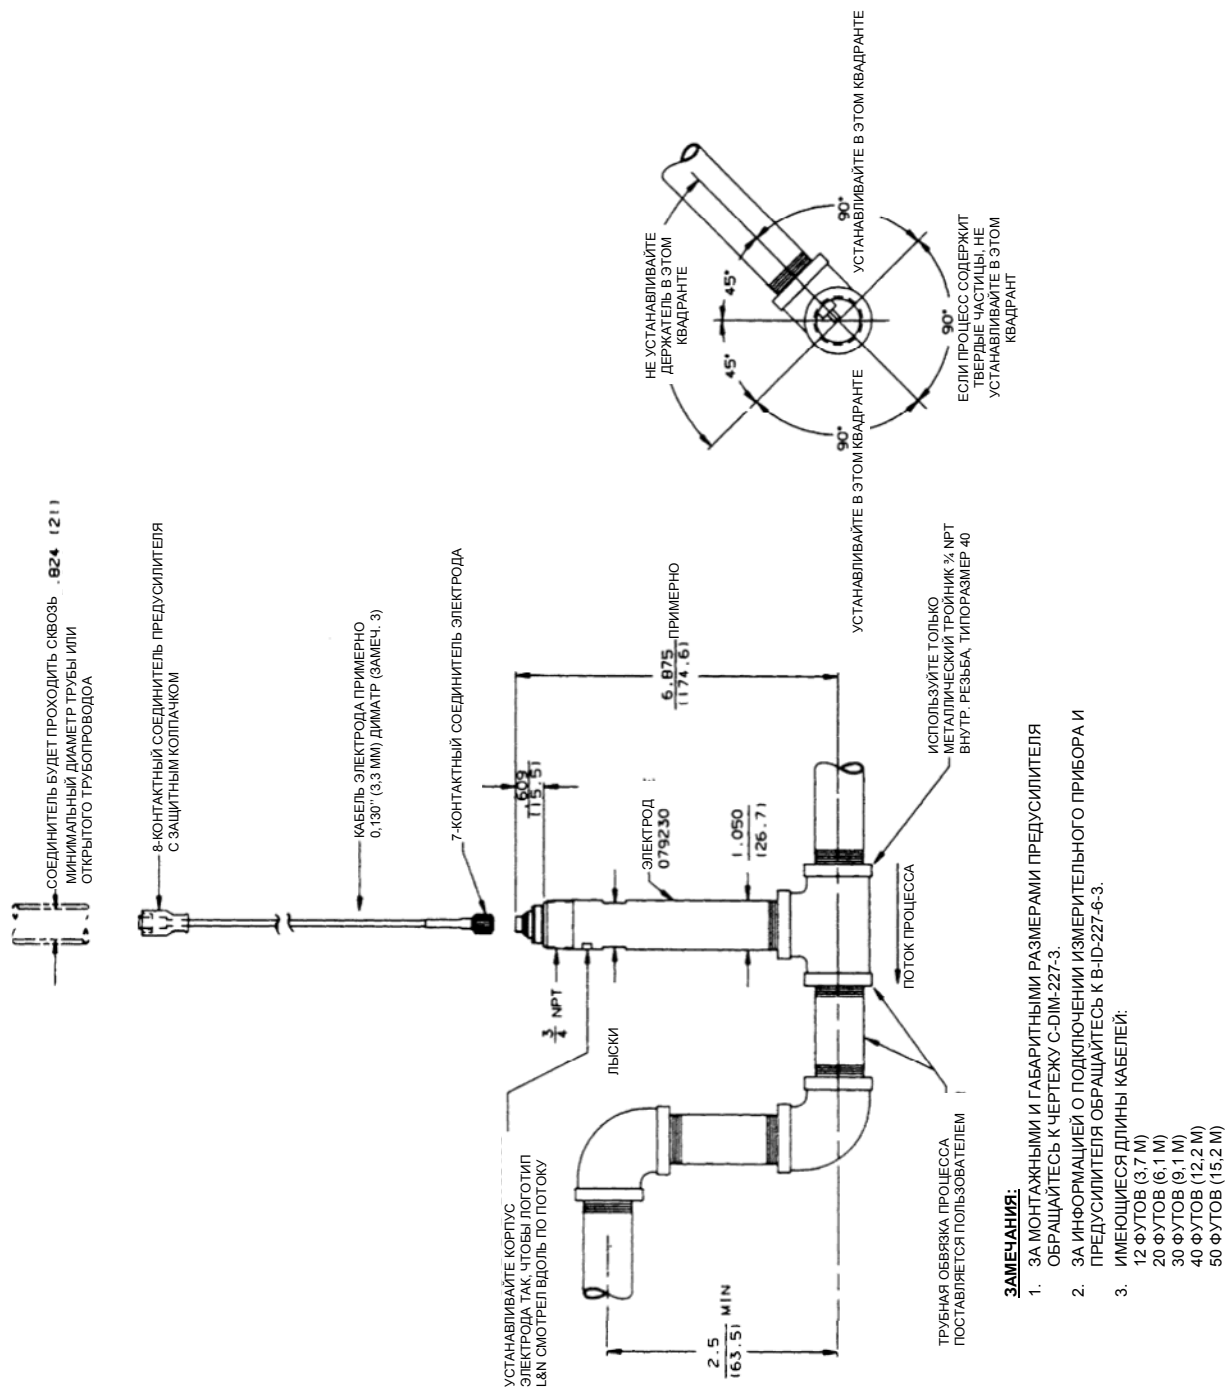 СОЕДИНИТЕЛЬ БУДЕТ ПРОХОДИТЬ СКВОЗЬ
МИНИМАЛЬНЫЙ ДИАМЕТР ТРУБЫ ИЛИ
ОТКРЫТОГО ТРУБОПРОВОДОА
.824 (21)
8-КОНТАКТНЫЙ СОЕДИНИТЕЛЬ ПРЕДУСИЛИТЕЛЯ
С ЗАЩИТНЫМ КОЛПАЧКОМ
КАБЕЛЬ ЭЛЕКТРОДА ПРИМЕРНО
0,130" (3,3 ММ) ДИМАТР (ЗАМЕЧ. 3)
7-КОНТАКТНЫЙ СОЕДИНИТЕЛЬ ЭЛЕКТРОДА
УСТАНАВЛИВАЙТЕ КОРПУС
ЭЛЕКТРОДА ТАК, ЧТОБЫ ЛОГОТИП
L&N СМОТРЕЛ ВДОЛЬ ПО ПОТОКУ
3/4 NPT
ЛЫСКИ
.609
(15.5)
6.875
(174.6)
ПРИМЕРНО
ЭЛЕКТРОД
079230
1.050
(26.7)
ПОТОК ПРОЦЕССА
ИСПОЛЬЗУЙТЕ ТОЛЬКО
МЕТАЛЛИЧЕСКИЙ ТРОЙНИК ¾ NPT
ВНУТР. РЕЗЬБА, ТИПОРАЗМЕР 40
2.5
(63.5)
MIN
ТРУБНАЯ ОБВЯЗКА ПРОЦЕССА
ПОСТАВЛЯЕТСЯ ПОЛЬЗОВАТЕЛЕМ
НЕ УСТАНАВЛИВАЙТЕ
ДЕРЖАТЕЛЬ В ЭТОМ
КВАДРАНТЕ
45°
45°
90°
90°
90°
УСТАНАВЛИВАЙТЕ В ЭТОМ КВАДРАНТЕ
УСТАНАВЛИВАЙТЕ В ЭТОМ КВАДРАНТЕ
ЕСЛИ ПРОЦЕСС СОДЕРЖИТ
ТВЕРДЫЕ ЧАСТИЦЫ, НЕ
УСТАНАВЛИВАЙТЕ В ЭТОМ
КВАДРАНТ
ЗАМЕЧАНИЯ:
1. ЗА МОНТАЖНЫМИ И ГАБАРИТНЫМИ РАЗМЕРАМИ ПРЕДУСИЛИТЕЛЯ
ОБРАЩАЙТЕСЬ К ЧЕРТЕЖУ C-DIM-227-3.
2. ЗА ИНФОРМАЦИЕЙ О ПОДКЛЮЧЕНИИ ИЗМЕРИТЕЛЬНОГО ПРИБОРА И
ПРЕДУСИЛИТЕЛЯ ОБРАЩАЙТЕСЬ К B-ID-227-6-3.
3. ИМЕЮЩИЕСЯ ДЛИНЫ КАБЕЛЕЙ:
12 ФУТОВ (3,7 М)
20 ФУТОВ (6,1 М)
30 ФУТОВ (9,1 М)
40 ФУТОВ (12,2 М)
50 ФУТОВ (15,2 М)